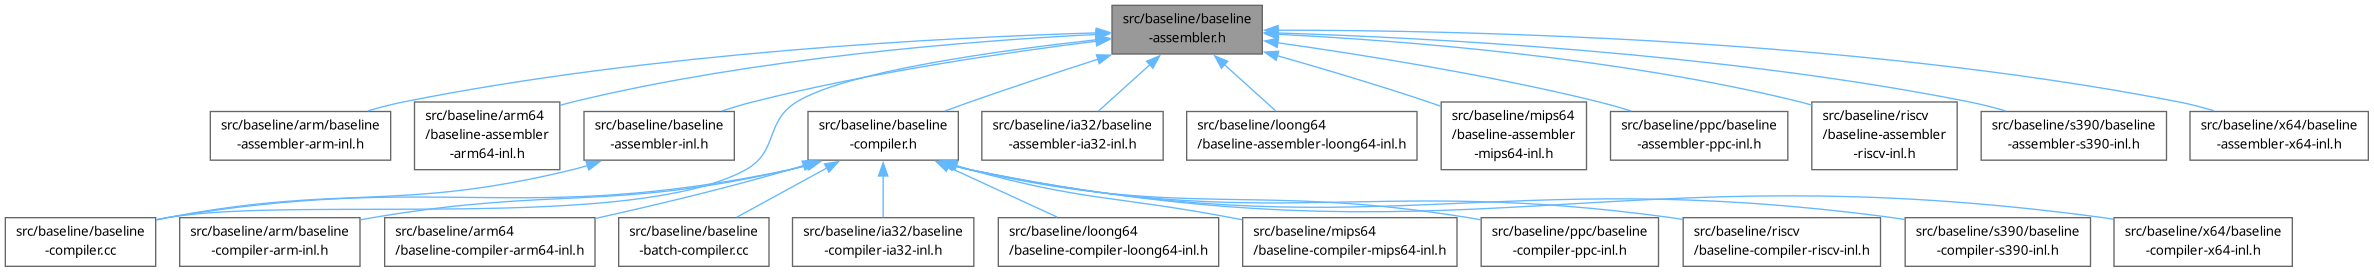 src/baseline/baseline
-assembler.h
src/baseline/arm/baseline
-assembler-arm-inl.h
src/baseline/arm64
/baseline-assembler
-arm64-inl.h
src/baseline/baseline
-assembler-inl.h
src/baseline/baseline
-compiler.h
src/baseline/ia32/baseline
-assembler-ia32-inl.h
src/baseline/loong64
/baseline-assembler-loong64-inl.h
src/baseline/mips64
/baseline-assembler
-mips64-inl.h
src/baseline/ppc/baseline
-assembler-ppc-inl.h
src/baseline/riscv
/baseline-assembler
-riscv-inl.h
src/baseline/s390/baseline
-assembler-s390-inl.h
src/baseline/x64/baseline
-assembler-x64-inl.h
src/baseline/baseline
-compiler.cc
src/baseline/arm/baseline
-compiler-arm-inl.h
src/baseline/arm64
/baseline-compiler-arm64-inl.h
src/baseline/baseline
-batch-compiler.cc
src/baseline/ia32/baseline
-compiler-ia32-inl.h
src/baseline/loong64
/baseline-compiler-loong64-inl.h
src/baseline/mips64
/baseline-compiler-mips64-inl.h
src/baseline/ppc/baseline
-compiler-ppc-inl.h
src/baseline/riscv
/baseline-compiler-riscv-inl.h
src/baseline/s390/baseline
-compiler-s390-inl.h
src/baseline/x64/baseline
-compiler-x64-inl.h